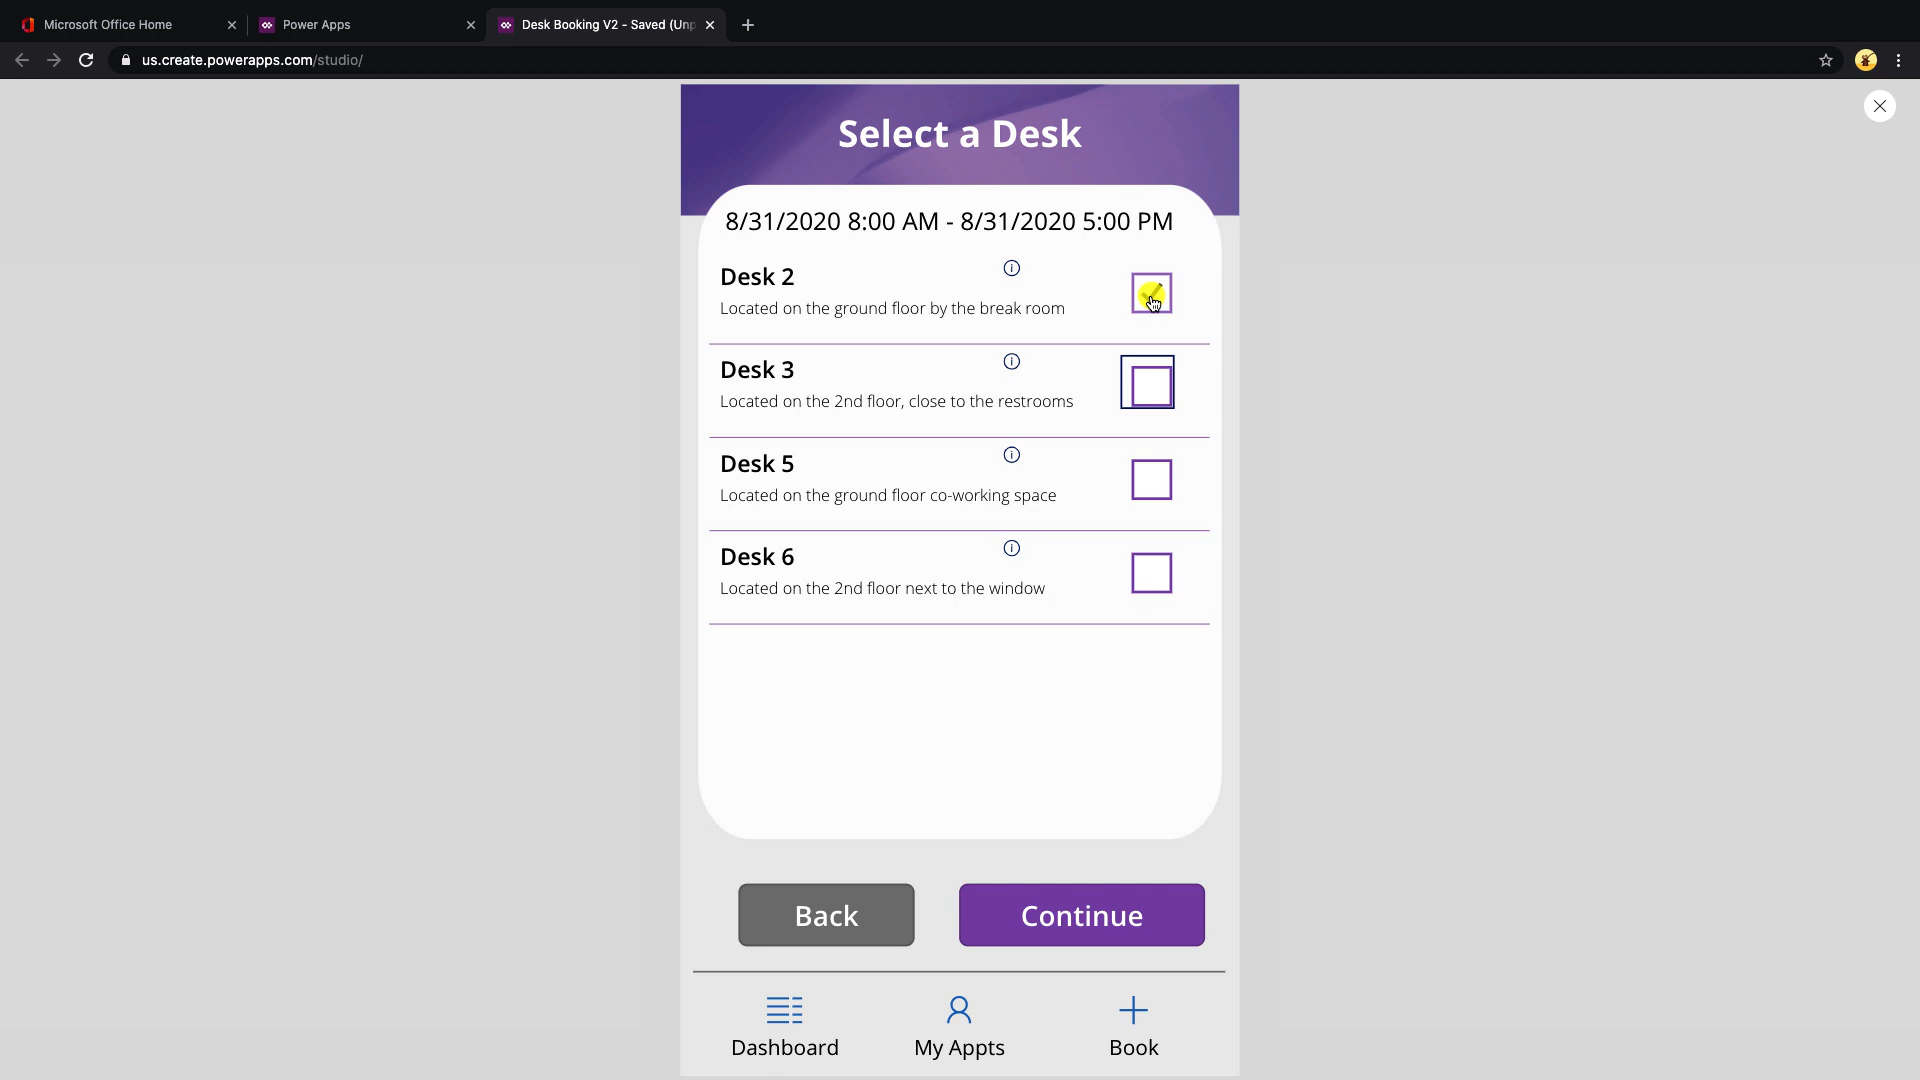 Microsoft Office Home
Power Apps
Desk Booking V2 - Saved (Unp
us.create.powerapps.com/studio/
Select a Desk
8/31/2020 8:00 AM - 8/31/2020 5:00 PM
Desk 2
Located on the ground floor by the break room
Desk 3
Located on the 2nd floor, close to the restrooms
Desk 5
Located on the ground floor co-working space
Desk 6
Located on the 2nd floor next to the window
Back
Continue
Dashboard
My Appts
Book